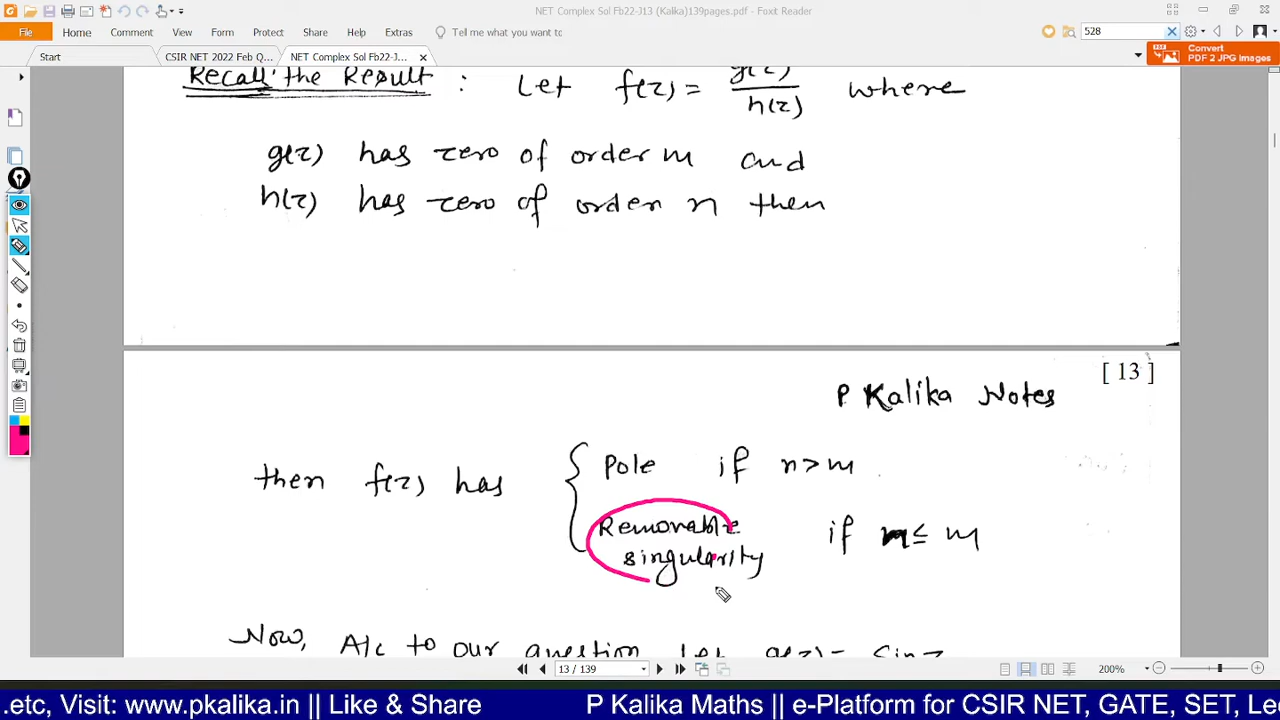 NET Complex Sol Fb22-J13 (Kalika)139pages.pdf - Foxit Reader
File Home Comment View Form Protect Share Help Extras Tell me what you want to 528
Start CSIR NET 2022 Feb Q... NET Complex Sol Fb22-J... Convert PDF 2 JPG Images
Recall the Result : Let f(z) = g(z)/h(z) where
g(z) has zero of order m and
h(z) has zero of order n then
[ 13 ]
P Kalika Notes
then f(z) has
Pole if n>m
Removable singularity if n ≤ m
Now, A/c to our question Let g(z) = sin z
13 / 139 200%
.etc, Visit: www.pkalika.in || Like & Share P Kalika Maths || e-Platform for CSIR NET, GATE, SET, Le